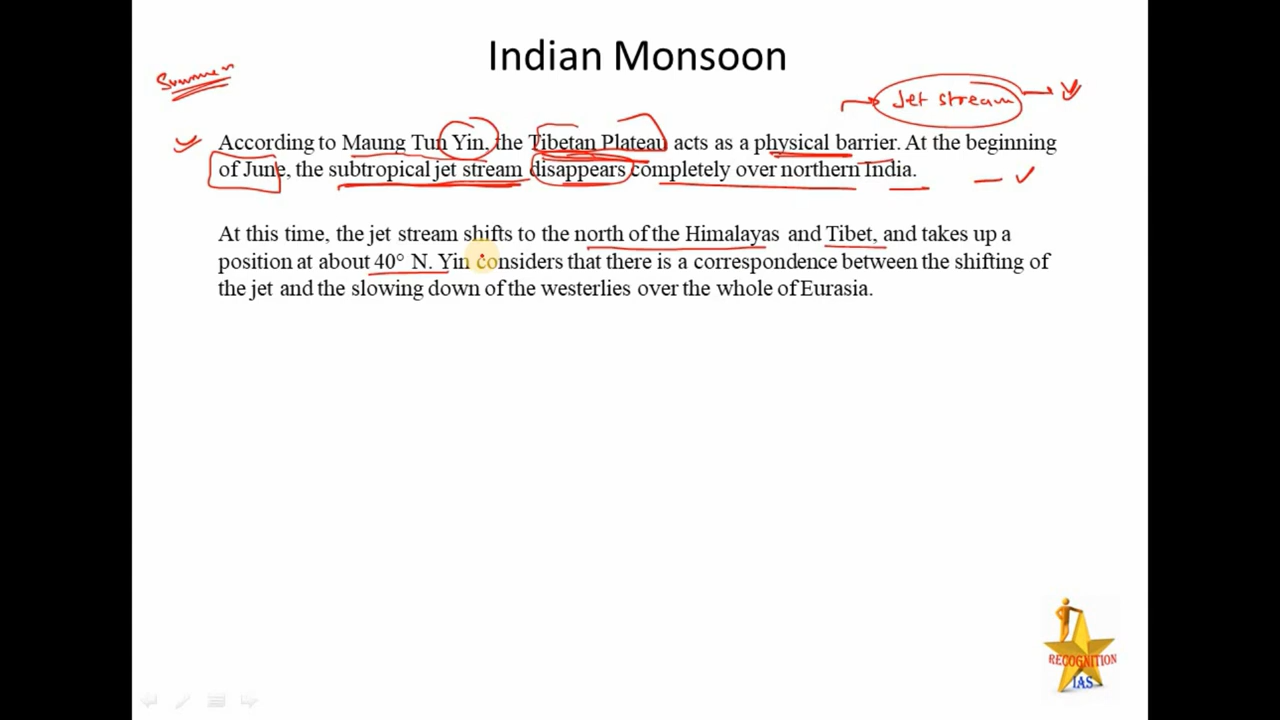 Indian Monsoon
Summer
Jet stream
According to Maung Tun Yin, the Tibetan Plateau acts as a physical barrier. At the beginning
of June, the subtropical jet stream disappears completely over northern India.
At this time, the jet stream shifts to the north of the Himalayas and Tibet, and takes up a
position at about 40° N. Yin considers that there is a correspondence between the shifting of
the jet and the slowing down of the westerlies over the whole of Eurasia.
RECOGNITION
IAS